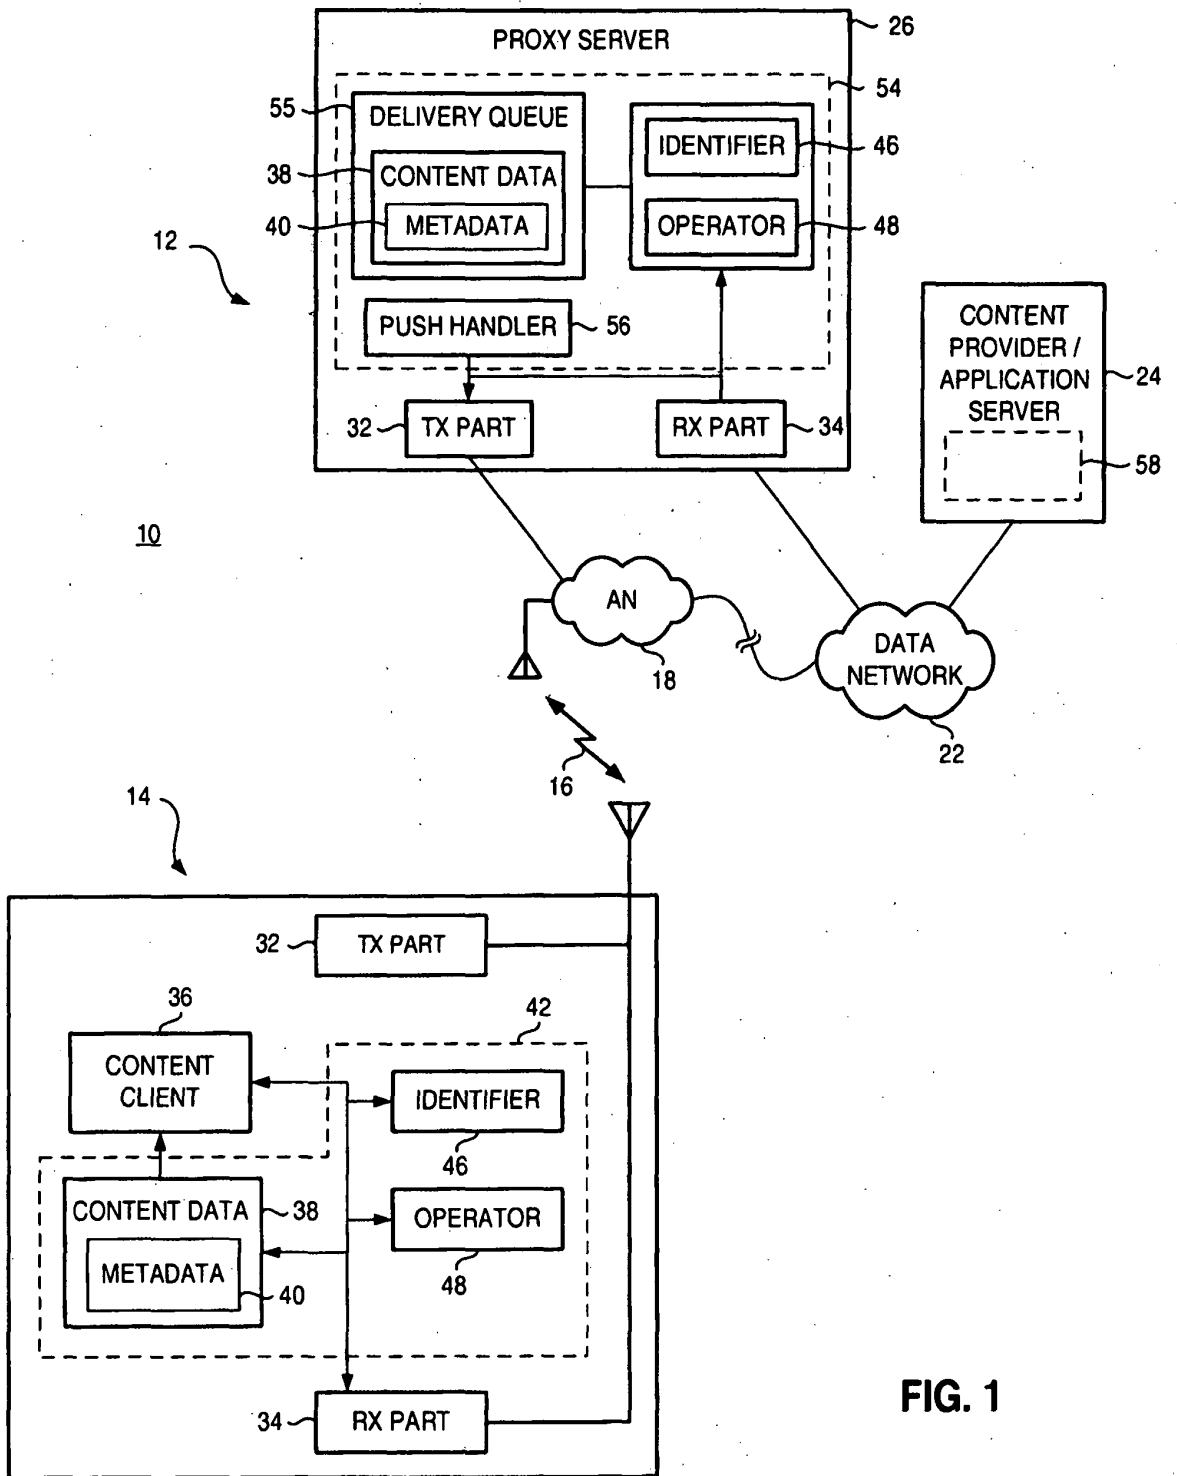 26
PROXY SERVER
54
55
DELIVERY QUEUE
IDENTIFIER
46
38
CONTENT DATA
40
METADATA
OPERATOR
48
12
PUSH HANDLER
56
CONTENT
PROVIDER /
APPLICATION
SERVER
24
32
TX PART
RX PART
34
58
10
AN
18
DATA
NETWORK
22
16
14
32
TX PART
36
42
CONTENT
CLIENT
IDENTIFIER
46
CONTENT DATA
38
OPERATOR
METADATA
40
48
34
RX PART
FIG. 1